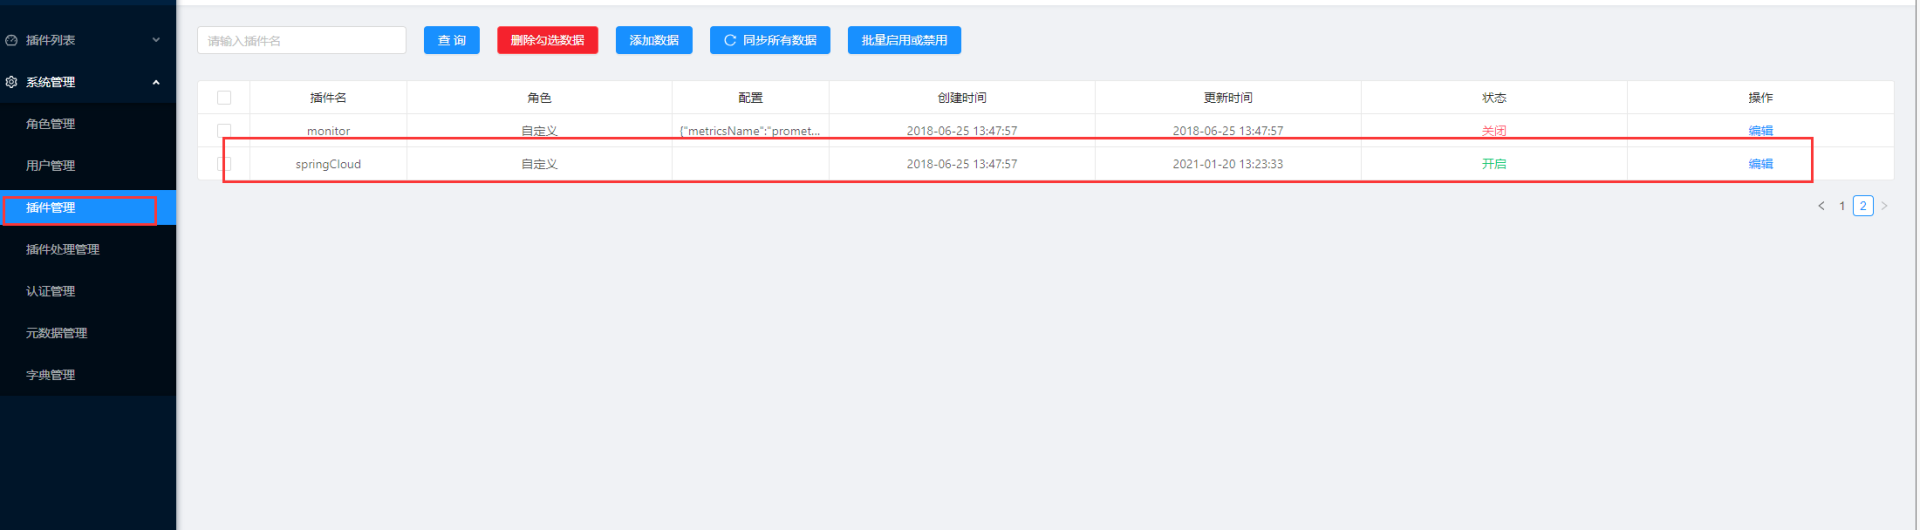 插件列表
系统管理
角色管理
用户管理
插件管理
插件处理管理
认证管理
元数据管理
字典管理
请输入插件名 查 询 删除勾选数据 添加数据 同步所有数据 批量启用或禁用
插件名 角色 配置 创建时间 更新时间 状态 操作
monitor 自定义 {"metricsName":"promet... 2018-06-25 13:47:57 2018-06-25 13:47:57 关闭 编辑
springCloud 自定义 2018-06-25 13:47:57 2021-01-20 13:23:33 开启 编辑
< 1 2 >